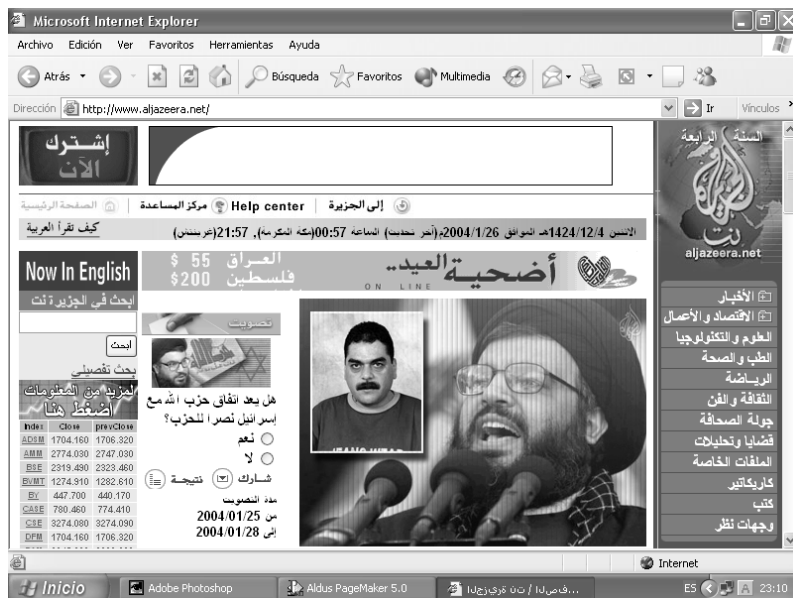 Microsoft Internet Explorer
Archivo Edición Ver Favoritos Herramientas Ayuda
Atrás Búsqueda Favoritos Multimedia
Dirección http://www.aljazeera.net/ Ir Vínculos
إشترك
الآن
السنة الرابعة
الجزيرة
نت
aljazeera.net
إلى الجزيرة Help center مركز المساعدة الصفحة الرئيسية
الاثنين 1424/12/4هـ الموافق 2004/1/26م (آخر تحديث) الساعة 00:57(مكة المكرمة), 21:57(غرينتش)
كيف تقرأ العربية
Now In English
أضحية العيد..
ON LINE
العراق 55 $
فلسطين 200$
ابحث في الجزيرة نت
ابحث
بحث تفصيلي
لمزيد من المعلومات
اضغط هنا
Index Close prevClose
ADSM 1704.160 1706.320
AMM 2774.030 2747.030
BSE 2319.490 2323.460
BVMT 1274.910 1282.610
BY 447.700 440.170
CASE 780.460 774.410
CSE 3274.080 3274.090
DFM 1704.160 1706.320
تصويت
هل يعد اتفاق حزب الله مع
إسرائيل نصرا للحزب؟
نعم
لا
شارك نتيجة
مدة التصويت
من 2004/01/25
إلى 2004/01/28
الأخبار
الاقتصاد والأعمال
العلوم والتكنولوجيا
الطب والصحة
الرياضة
الثقافة والفن
جولة الصحافة
قضايا وتحليلات
الملفات الخاصة
كاريكاتير
كتب
وجهات نظر
Internet
Inicio Adobe Photoshop Aldus PageMaker 5.0 ES A 23:10